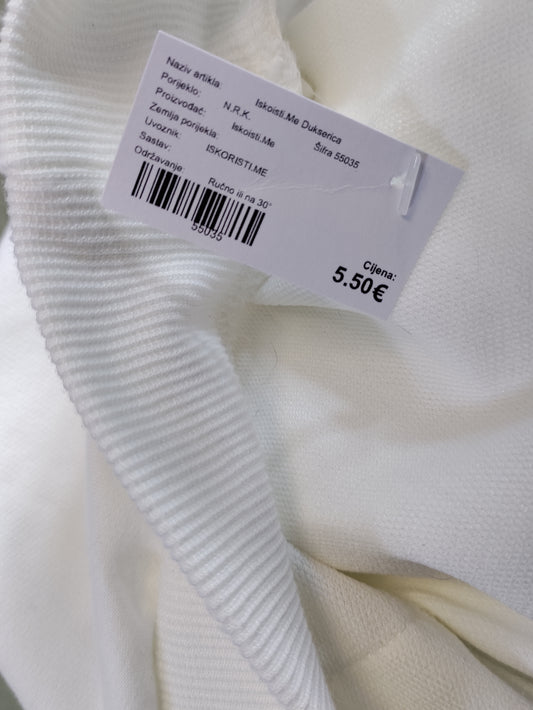 Naziv artikla: Iskoisti.Me Dukserica
Porijeklo: N.R.K. Šifra 55035
Proizvođač: Iskoisti.Me
Zemlja porijekla:
Uvoznik: ISKORISTI.ME
Sastav:
Održavanje: Ručno ili na 30°
55035
Cijena:
5.50€